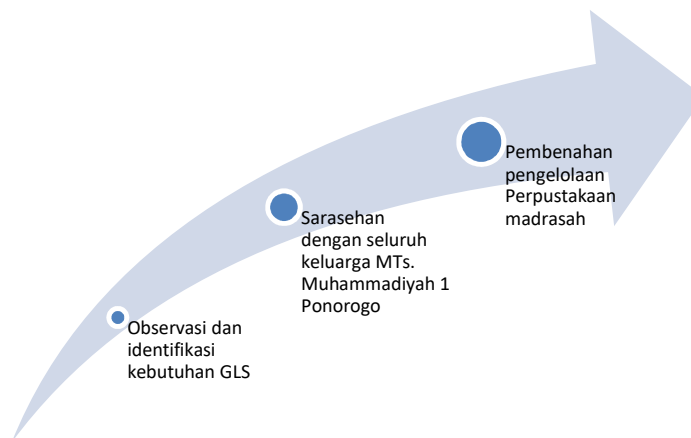 Observasi dan
identifikasi
kebutuhan GLS
Sarasehan
dengan seluruh
keluarga MTs.
Muhammadiyah 1
Ponorogo
Pembenahan
pengelolaan
Perpustakaan
madrasah